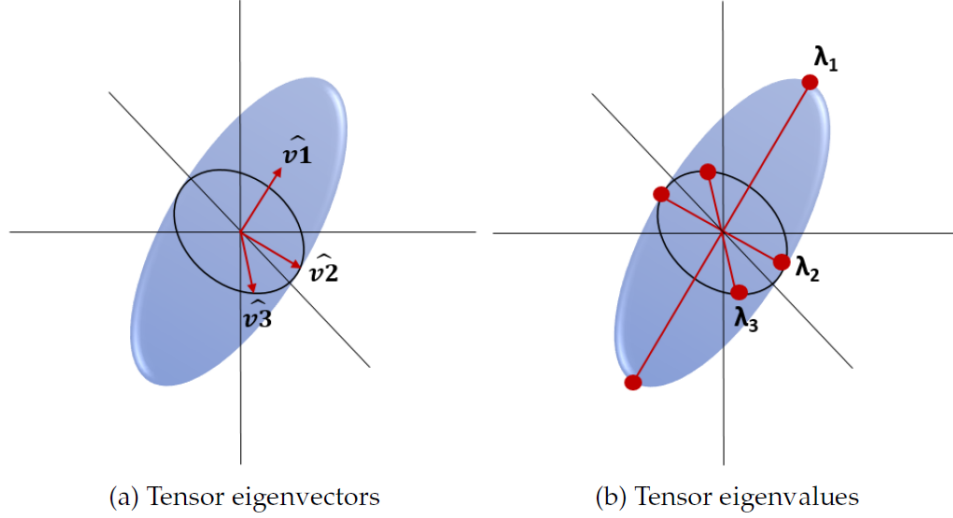 v̂1
v̂2
v̂3
λ₁
λ₂
λ₃
(a) Tensor eigenvectors
(b) Tensor eigenvalues